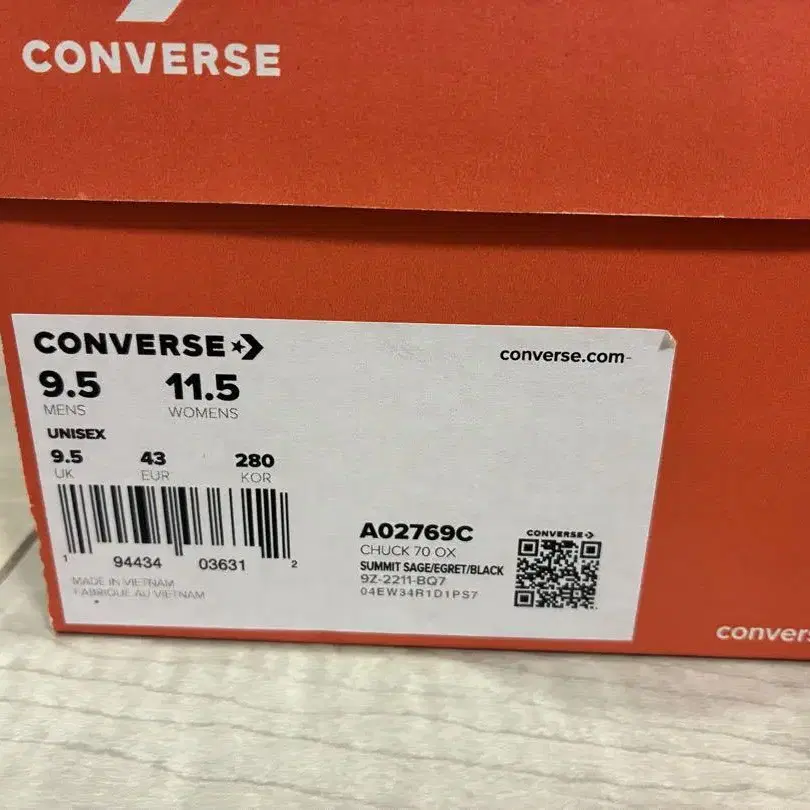 CONVERSE
CONVERSE
converse.com
9.5 11.5
MENS WOMENS
UNISEX
9.5 43 280
UK EUR KOR
1 94434 03631 2
MADE IN VIETNAM
FABRIQUÉ AU VIETNAM
A02769C
CHUCK 70 OX
SUMMIT SAGE/EGRET/BLACK
9Z-2211-BQ7
04EW34R1D1PS7
CONVERSE
convers